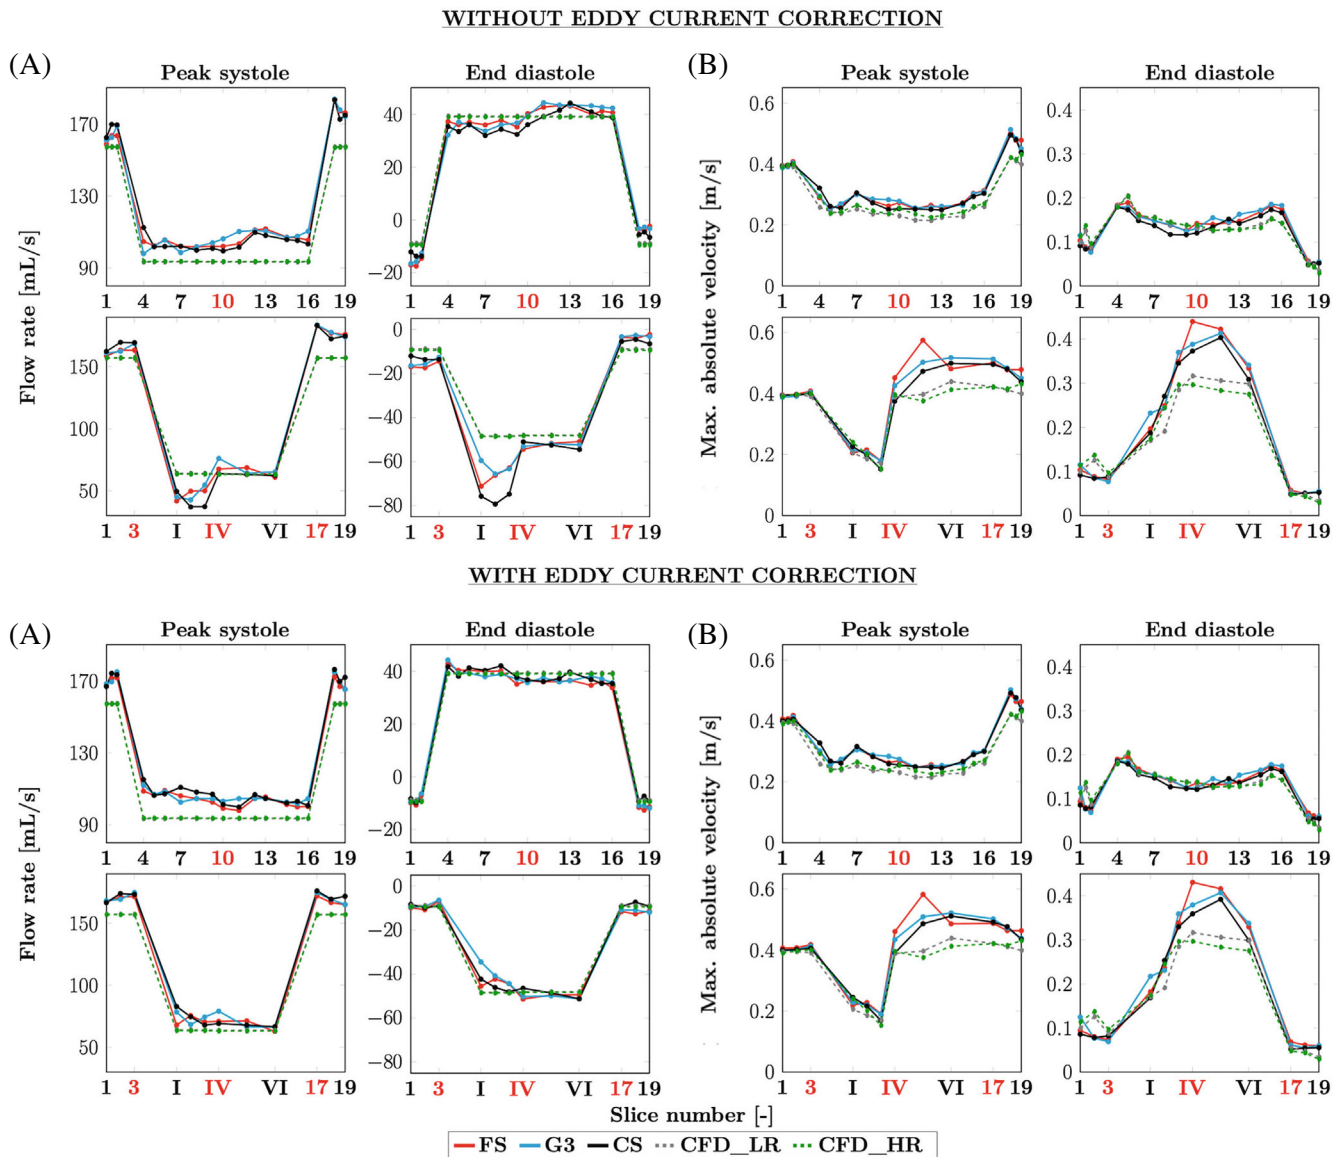 WITHOUT EDDY CURRENT CORRECTION
(A)
Peak systole
End diastole
(B)
Peak systole
End diastole
Flow rate [mL/s]
Max. absolute velocity [m/s]
170
130
90
1 4 7 10 13 16 19
40
20
0
−20
1 4 7 10 13 16 19
0.6
0.4
0.2
0
1 4 7 10 13 16 19
0.4
0.3
0.2
0.1
0
1 4 7 10 13 16 19
150
100
50
1 3 I IV VI 17 19
0
−20
−40
−60
−80
1 3 I IV VI 17 19
0.6
0.4
0.2
0
1 3 I IV VI 17 19
0.4
0.3
0.2
0.1
0
1 3 I IV VI 17 19
WITH EDDY CURRENT CORRECTION
(A)
Peak systole
End diastole
(B)
Peak systole
End diastole
Flow rate [mL/s]
Flow rate [mL/s]
Max. absolute velocity [m/s]
170
130
90
1 4 7 10 13 16 19
40
20
0
−20
1 4 7 10 13 16 19
0.6
0.4
0.2
0
1 4 7 10 13 16 19
0.4
0.3
0.2
0.1
0
1 4 7 10 13 16 19
150
100
50
1 3 I IV VI 17 19
0
−20
−40
−60
−80
1 3 I IV VI 17 19
0.6
0.4
0.2
0
1 3 I IV VI 17 19
0.4
0.3
0.2
0.1
0
1 3 I IV VI 17 19
Slice number [-]
FS G3 CS CFD_LR CFD_HR